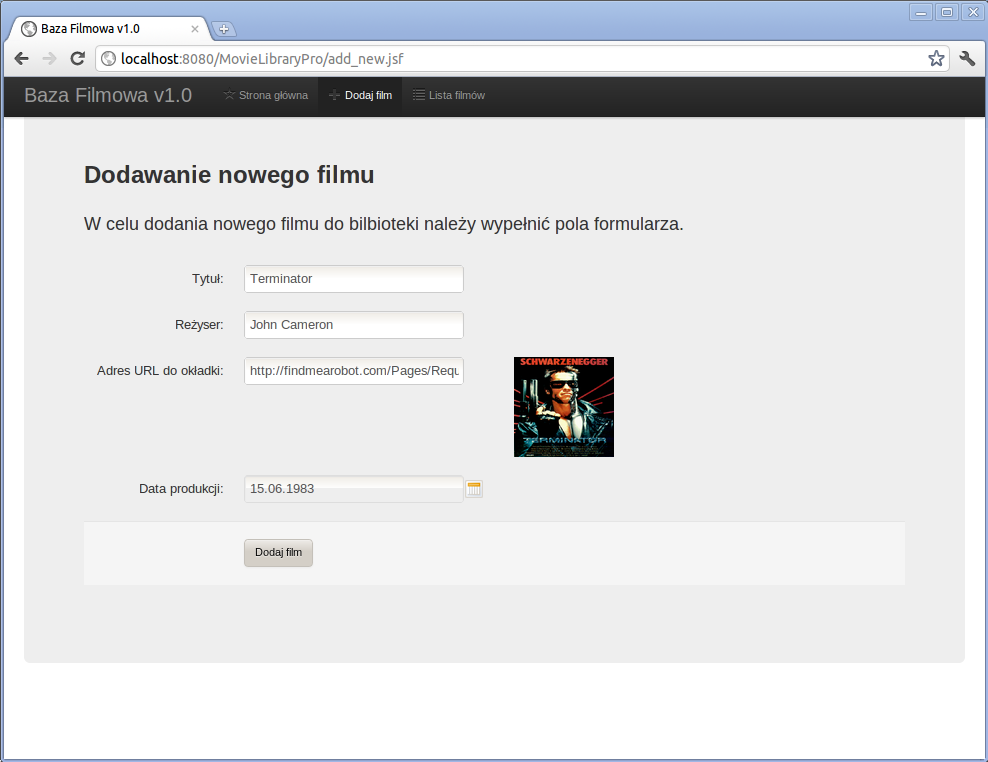 Baza Filmowa v1.0
localhost:8080/MovieLibraryPro/add_new.jsf
Baza Filmowa v1.0 Strona główna Dodaj film Lista filmów
Dodawanie nowego filmu
W celu dodania nowego filmu do bilbioteki należy wypełnić pola formularza.
Tytuł: Terminator
Reżyser: John Cameron
Adres URL do okładki: http://findmearobot.com/Pages/Requ
SCHWARZENEGGER
TERMINATOR
Data produkcji: 15.06.1983
Dodaj film